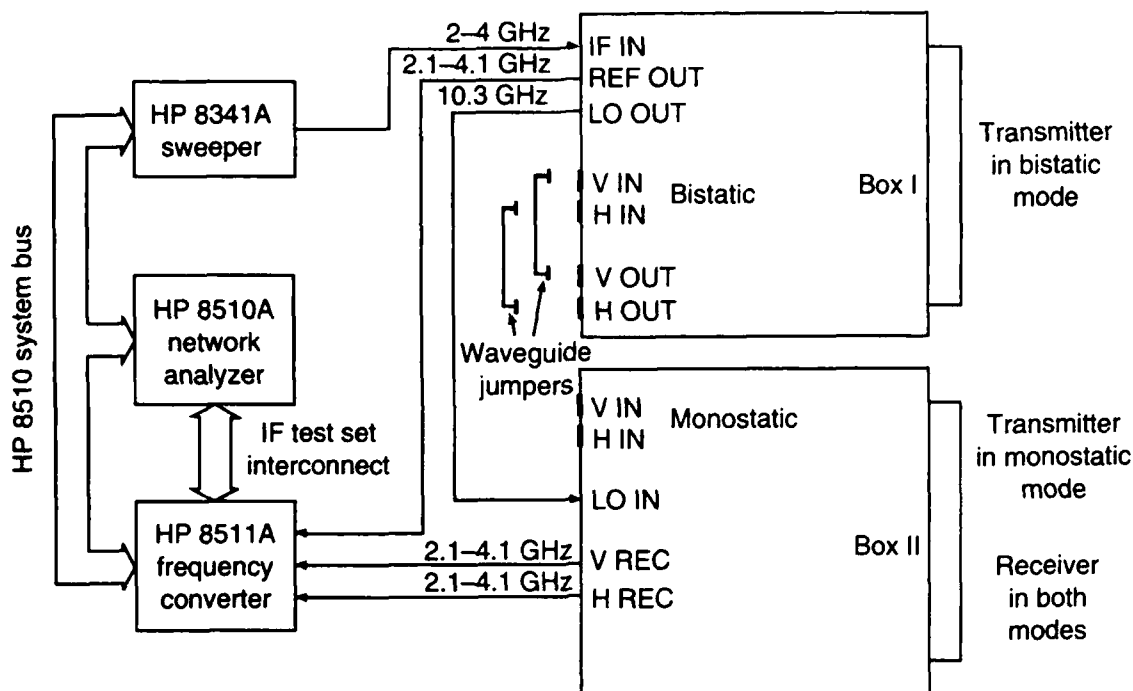 2–4 GHz
2.1–4.1 GHz
10.3 GHz
HP 8341A
sweeper
IF IN
REF OUT
LO OUT
V IN
H IN
Bistatic
Box I
V OUT
H OUT
Transmitter
in bistatic
mode
HP 8510 system bus
HP 8510A
network
analyzer
Waveguide
jumpers
IF test set
interconnect
V IN
H IN
Monostatic
LO IN
Box II
Transmitter
in monostatic
mode
HP 8511A
frequency
converter
2.1–4.1 GHz
V REC
2.1–4.1 GHz
H REC
Receiver
in both
modes